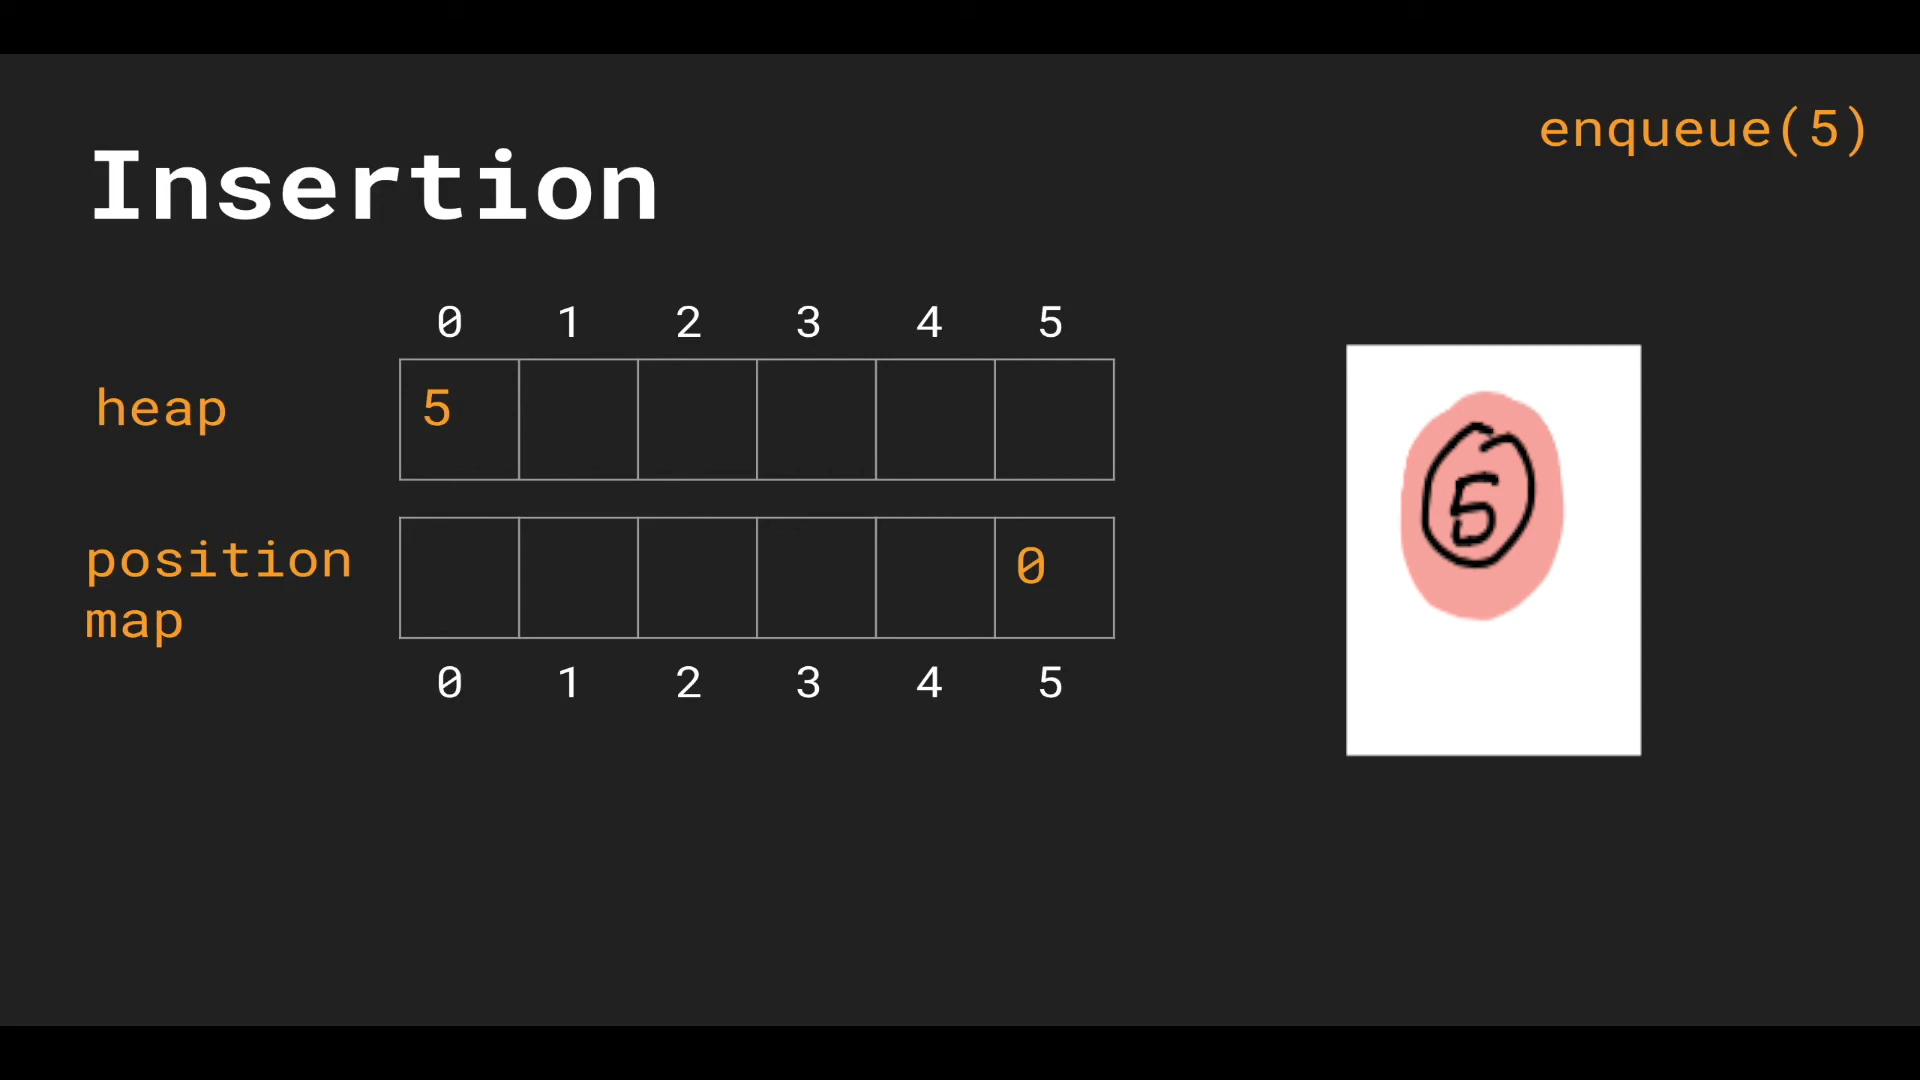 enqueue(5)
Insertion
0 1 2 3 4 5
heap 5
position map 0
0 1 2 3 4 5
5